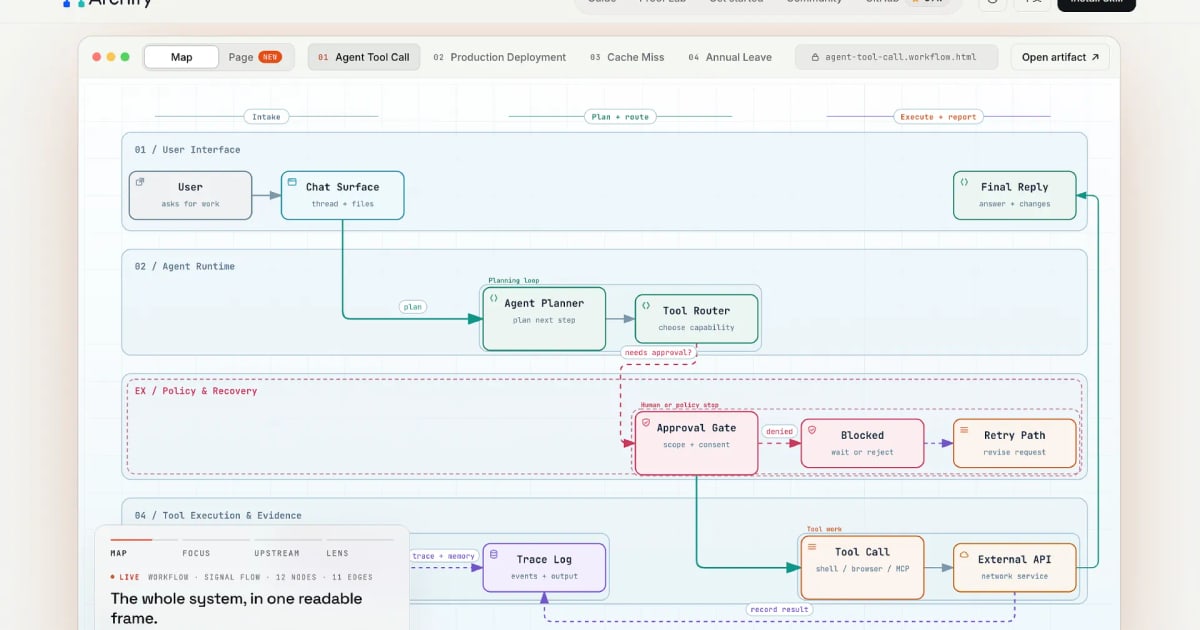 Map
Page NEW
01 Agent Tool Call
02 Production Deployment
03 Cache Miss
04 Annual Leave
agent-tool-call.workflow.html
Open artifact ↗
Intake
Plan + route
Execute + report
01 / User Interface
User
asks for work
Chat Surface
thread + files
Final Reply
answer + changes
02 / Agent Runtime
plan
Planning loop
Agent Planner
plan next step
Tool Router
choose capability
needs approval?
EX / Policy & Recovery
Human or policy stop
Approval Gate
scope + consent
denied
Blocked
wait or reject
Retry Path
revise request
04 / Tool Execution & Evidence
trace + memory
Trace Log
events + output
Tool work
Tool Call
shell / browser / MCP
External API
network service
record result
MAP
FOCUS
UPSTREAM
LENS
LIVE WORKFLOW · SIGNAL FLOW · 12 NODES · 11 EDGES
The whole system, in one readable
frame.